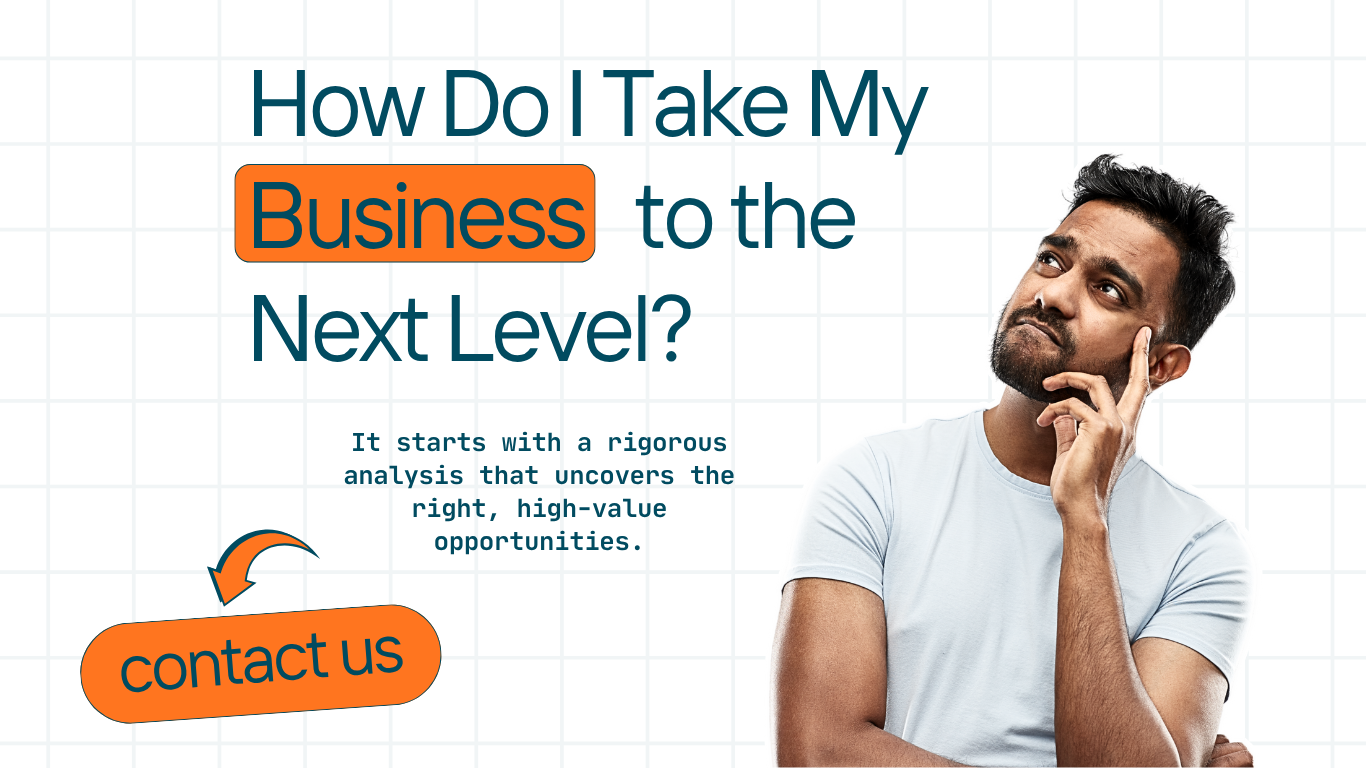 How Do I Take My
Business to the
Next Level?
It starts with a rigorous
analysis that uncovers the
right, high-value
opportunities.
contact us